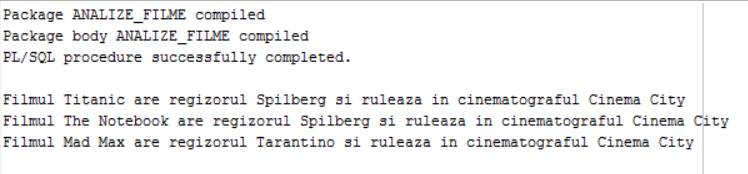 Package ANALIZE_FILME compiled
Package body ANALIZE_FILME compiled
PL/SQL procedure successfully completed.
Filmul Titanic are regizorul Spilberg si ruleaza in cinematograful Cinema City
Filmul The Notebook are regizorul Spilberg si ruleaza in cinematograful Cinema City
Filmul Mad Max are regizorul Tarantino si ruleaza in cinematograful Cinema City